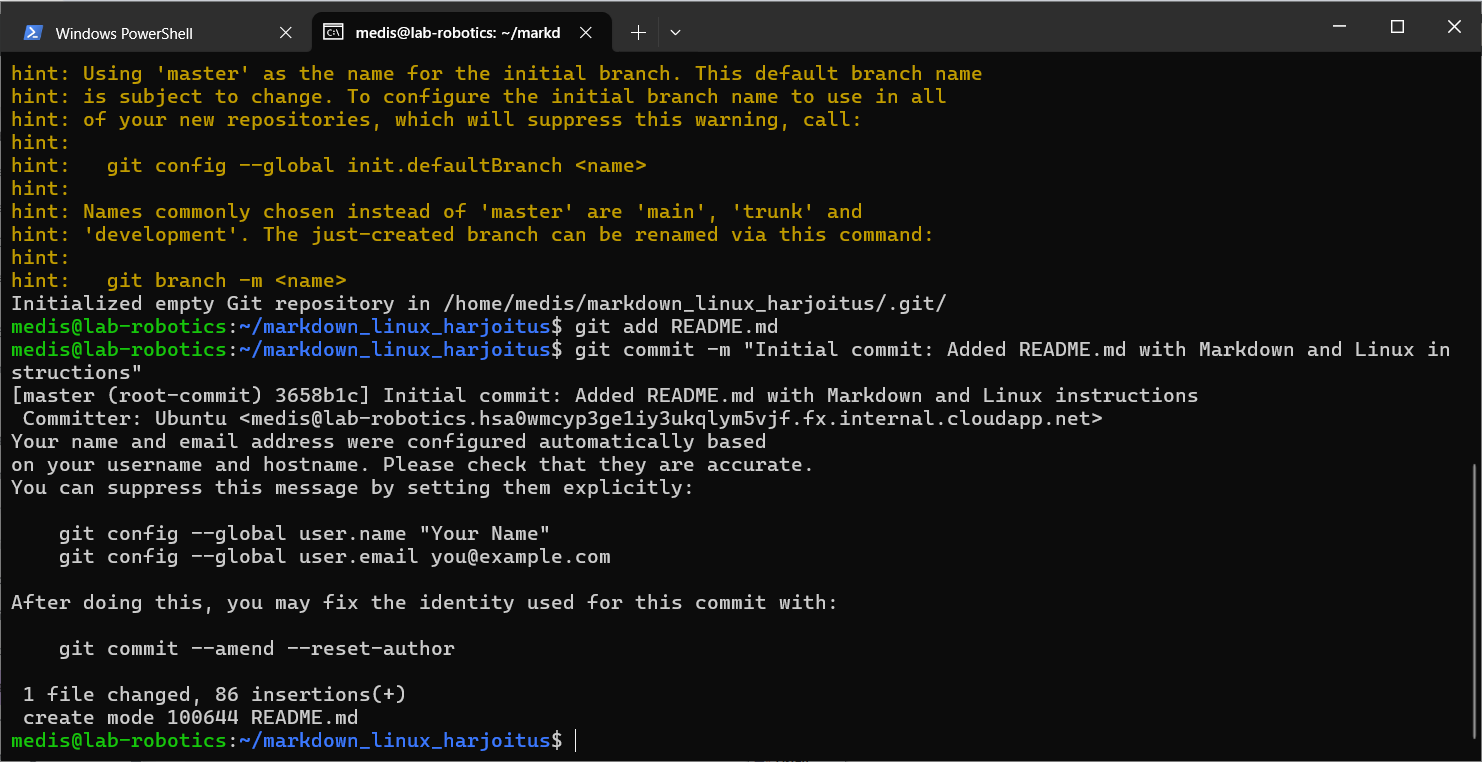 Windows PowerShell
medis@lab-robotics: ~/markd
hint: Using 'master' as the name for the initial branch. This default branch name
hint: is subject to change. To configure the initial branch name to use in all
hint: of your new repositories, which will suppress this warning, call:
hint:
hint:   git config --global init.defaultBranch <name>
hint:
hint: Names commonly chosen instead of 'master' are 'main', 'trunk' and
hint: 'development'. The just-created branch can be renamed via this command:
hint:
hint:   git branch -m <name>
Initialized empty Git repository in /home/medis/markdown_linux_harjoitus/.git/
medis@lab-robotics:~/markdown_linux_harjoitus$ git add README.md
medis@lab-robotics:~/markdown_linux_harjoitus$ git commit -m "Initial commit: Added README.md with Markdown and Linux in
structions"
[master (root-commit) 3658b1c] Initial commit: Added README.md with Markdown and Linux instructions
 Committer: Ubuntu <medis@lab-robotics.hsa0wmcyp3ge1iy3ukqlym5vjf.fx.internal.cloudapp.net>
Your name and email address were configured automatically based
on your username and hostname. Please check that they are accurate.
You can suppress this message by setting them explicitly:

    git config --global user.name "Your Name"
    git config --global user.email you@example.com

After doing this, you may fix the identity used for this commit with:

    git commit --amend --reset-author

 1 file changed, 86 insertions(+)
 create mode 100644 README.md
medis@lab-robotics:~/markdown_linux_harjoitus$